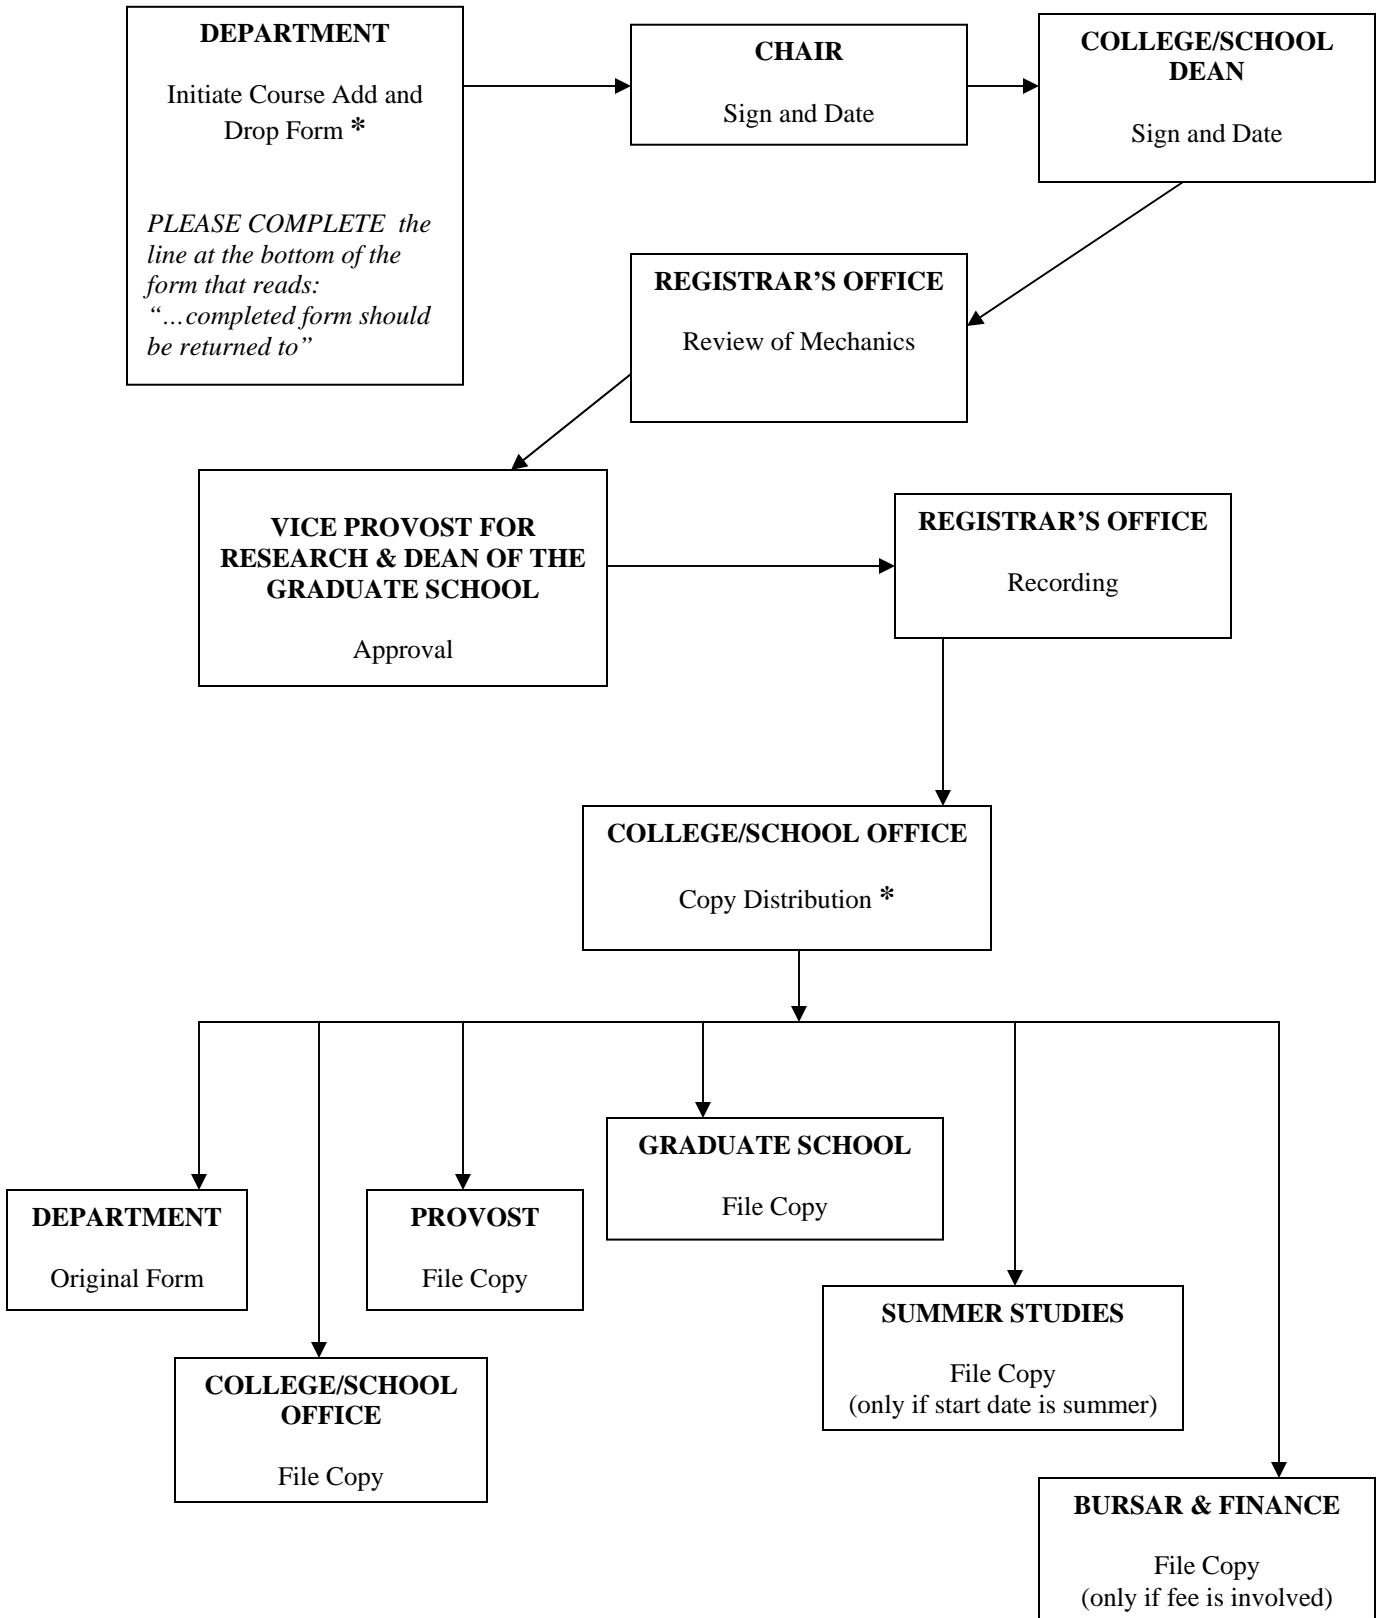 DEPARTMENT
Initiate Course Add and
Drop Form *
PLEASE COMPLETE the
line at the bottom of the
form that reads:
“…completed form should
be returned to”
CHAIR
Sign and Date
COLLEGE/SCHOOL
DEAN
Sign and Date
REGISTRAR’S OFFICE
Review of Mechanics
VICE PROVOST FOR
RESEARCH & DEAN OF THE
GRADUATE SCHOOL
Approval
REGISTRAR’S OFFICE
Recording
COLLEGE/SCHOOL OFFICE
Copy Distribution *
DEPARTMENT
Original Form
COLLEGE/SCHOOL
OFFICE
File Copy
PROVOST
File Copy
GRADUATE SCHOOL
File Copy
SUMMER STUDIES
File Copy
(only if start date is summer)
BURSAR & FINANCE
File Copy
(only if fee is involved)